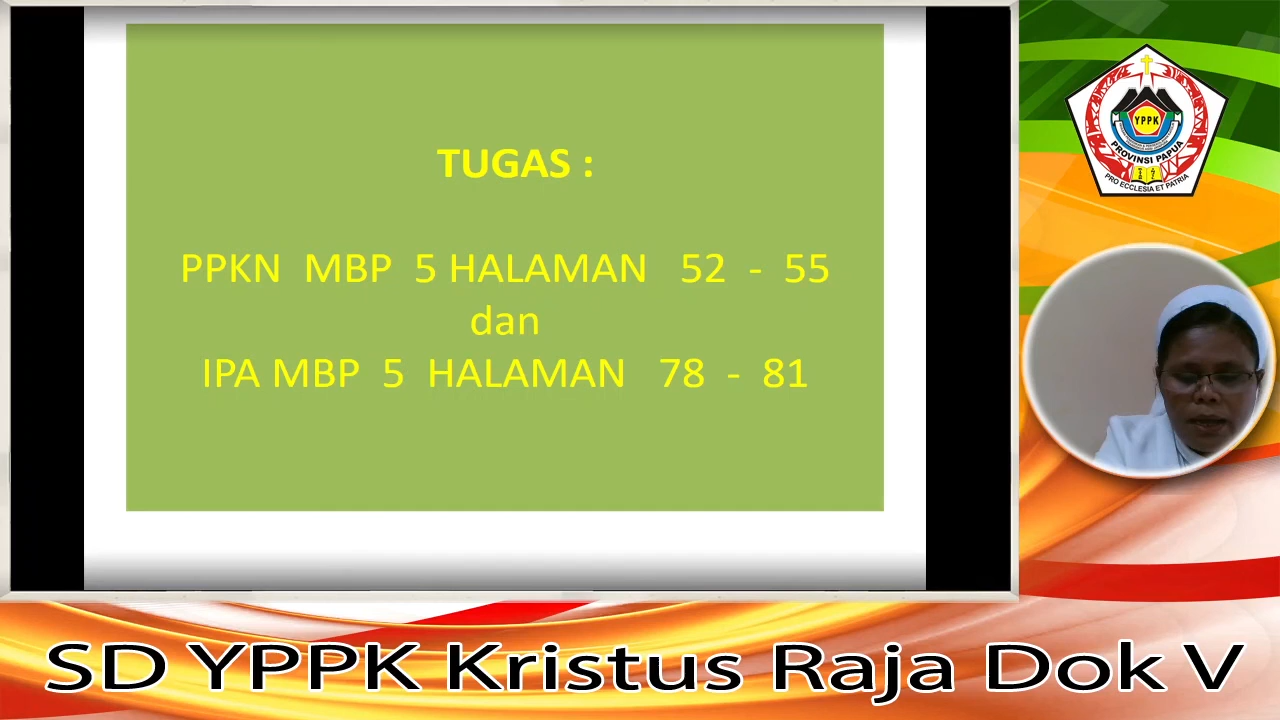 TUGAS :
PPKN MBP 5 HALAMAN 52 - 55
dan
IPA MBP 5 HALAMAN 78 - 81
YPPK
PROVINSI PAPUA
PRO ECCLESIA ET PATRIA
SD YPPK Kristus Raja Dok V